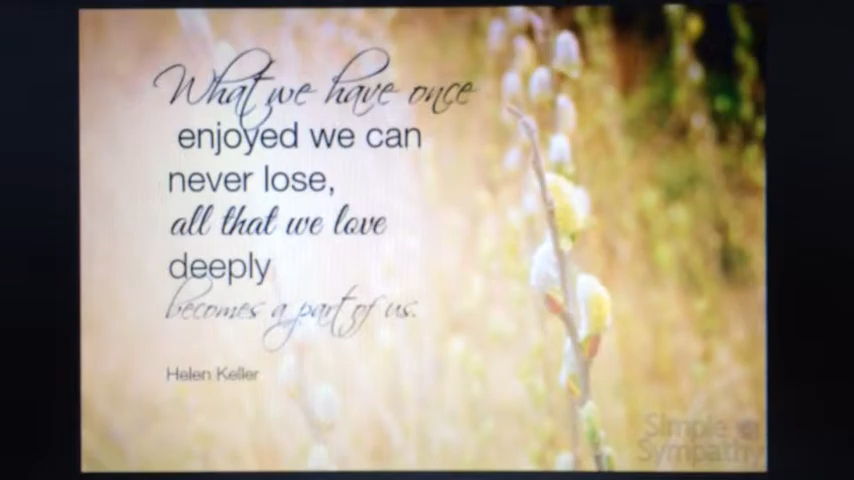 What we have once
enjoyed we can
never lose,
all that we love
deeply
becomes a part of us.
Helen Keller
Simple
Sympathy